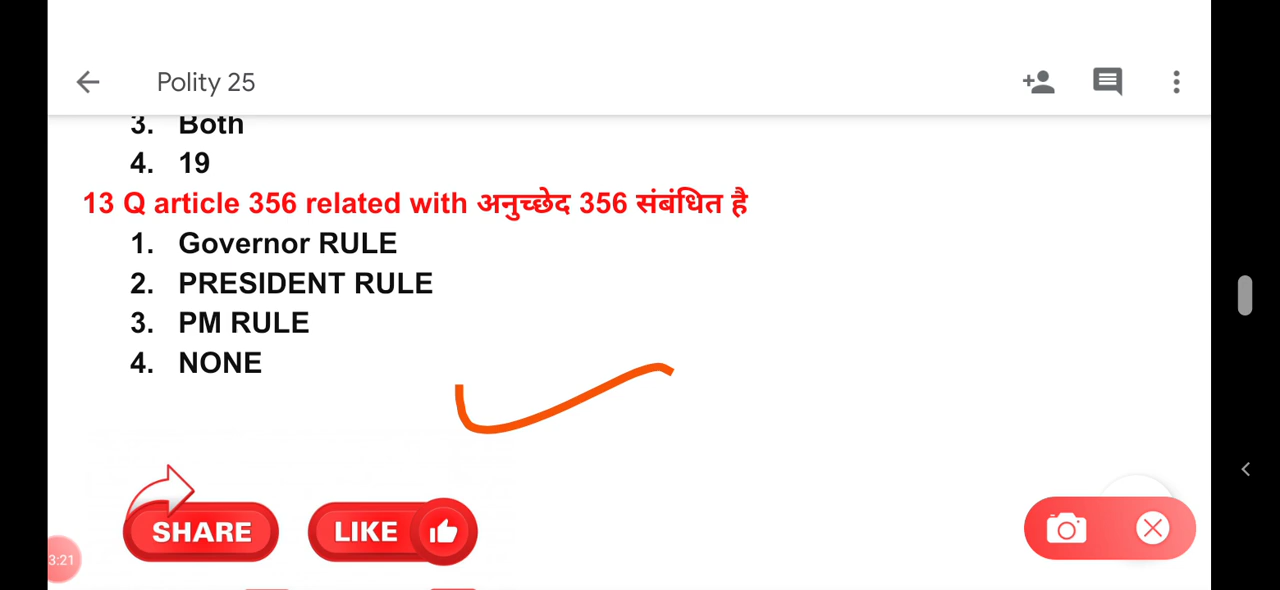 Polity 25
3. Both
4. 19
13 Q article 356 related with अनुच्छेद 356 संबंधित है
1. Governor RULE
2. PRESIDENT RULE
3. PM RULE
4. NONE
SHARE LIKE
3:21